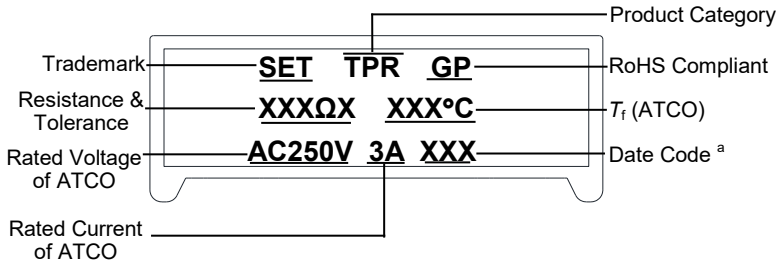 Product Category
Trademark SET TPR GP RoHS Compliant
Resistance & Tolerance XXXΩX XXX°C Tf (ATCO)
Rated Voltage of ATCO AC250V 3A XXX Date Code a
Rated Current of ATCO